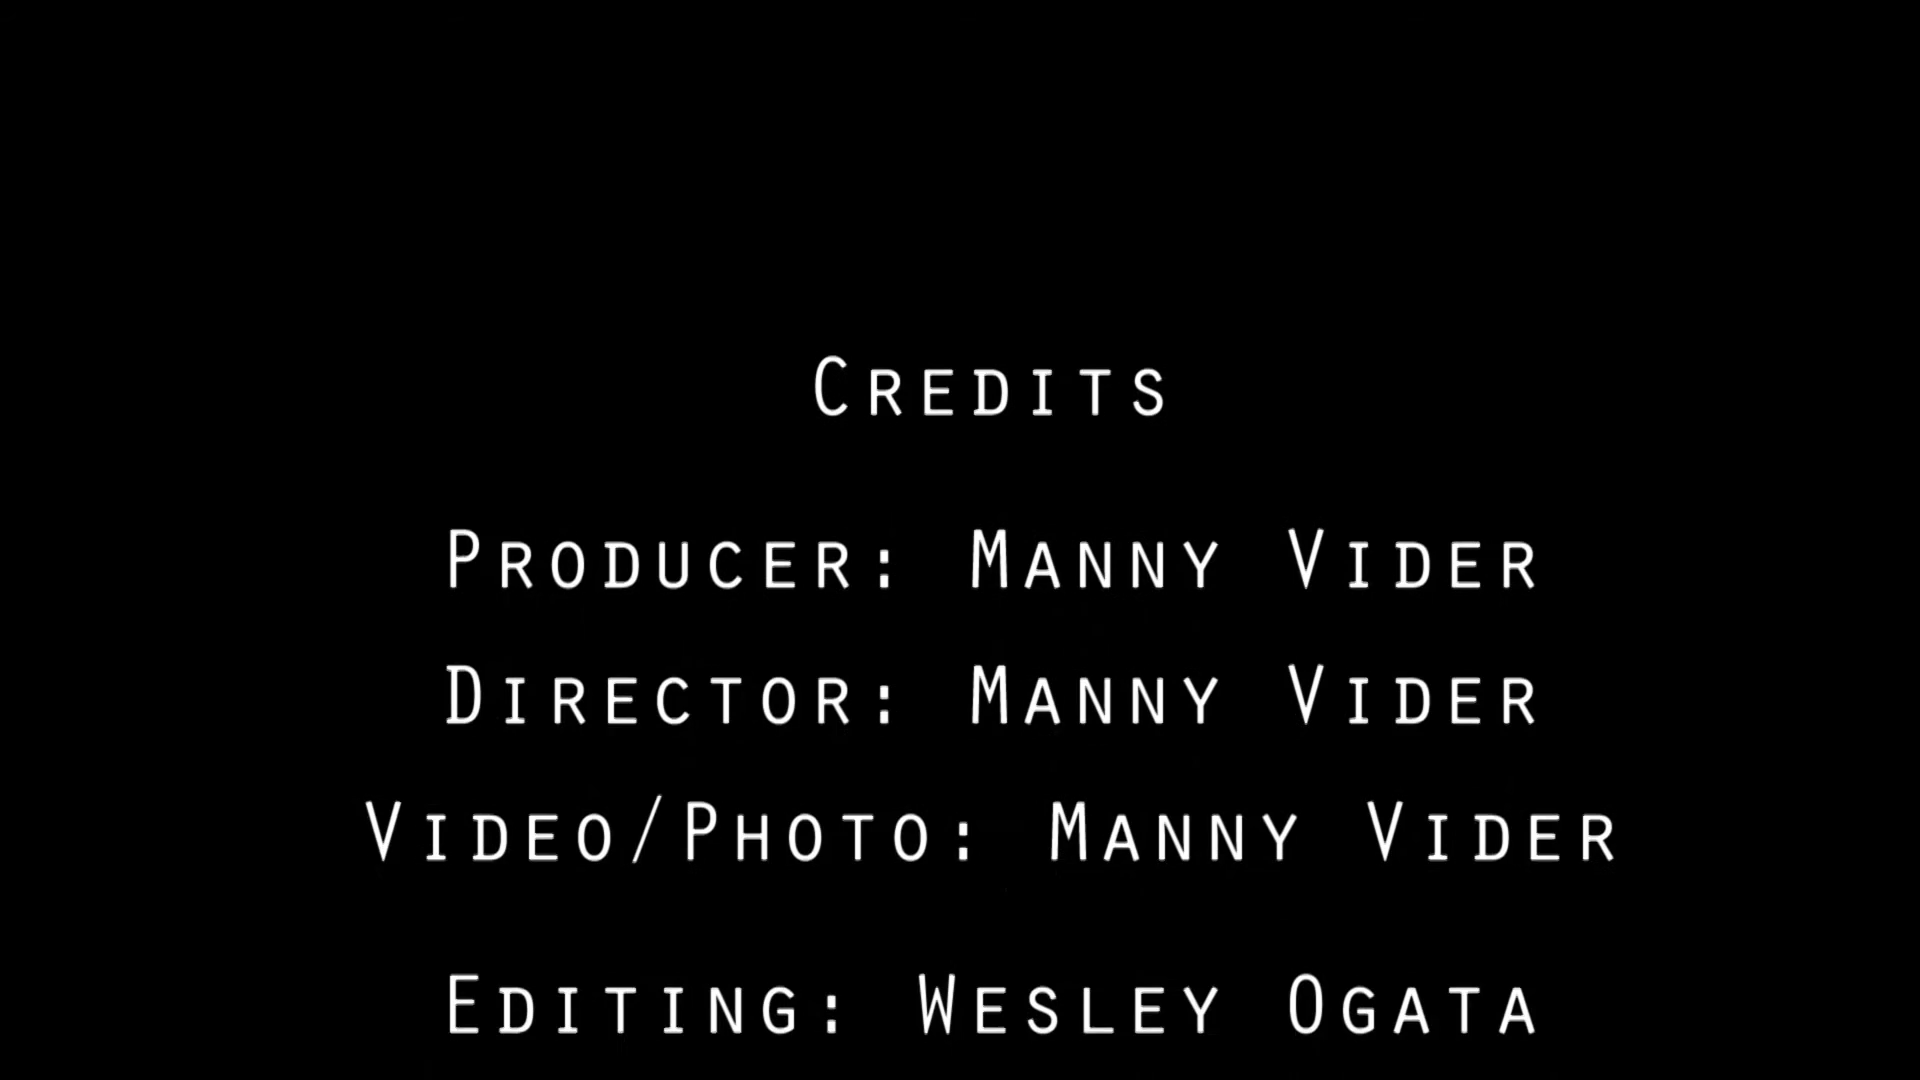 Credits
Producer: Manny Vider
Director: Manny Vider
Video/Photo: Manny Vider
Editing: Wesley Ogata